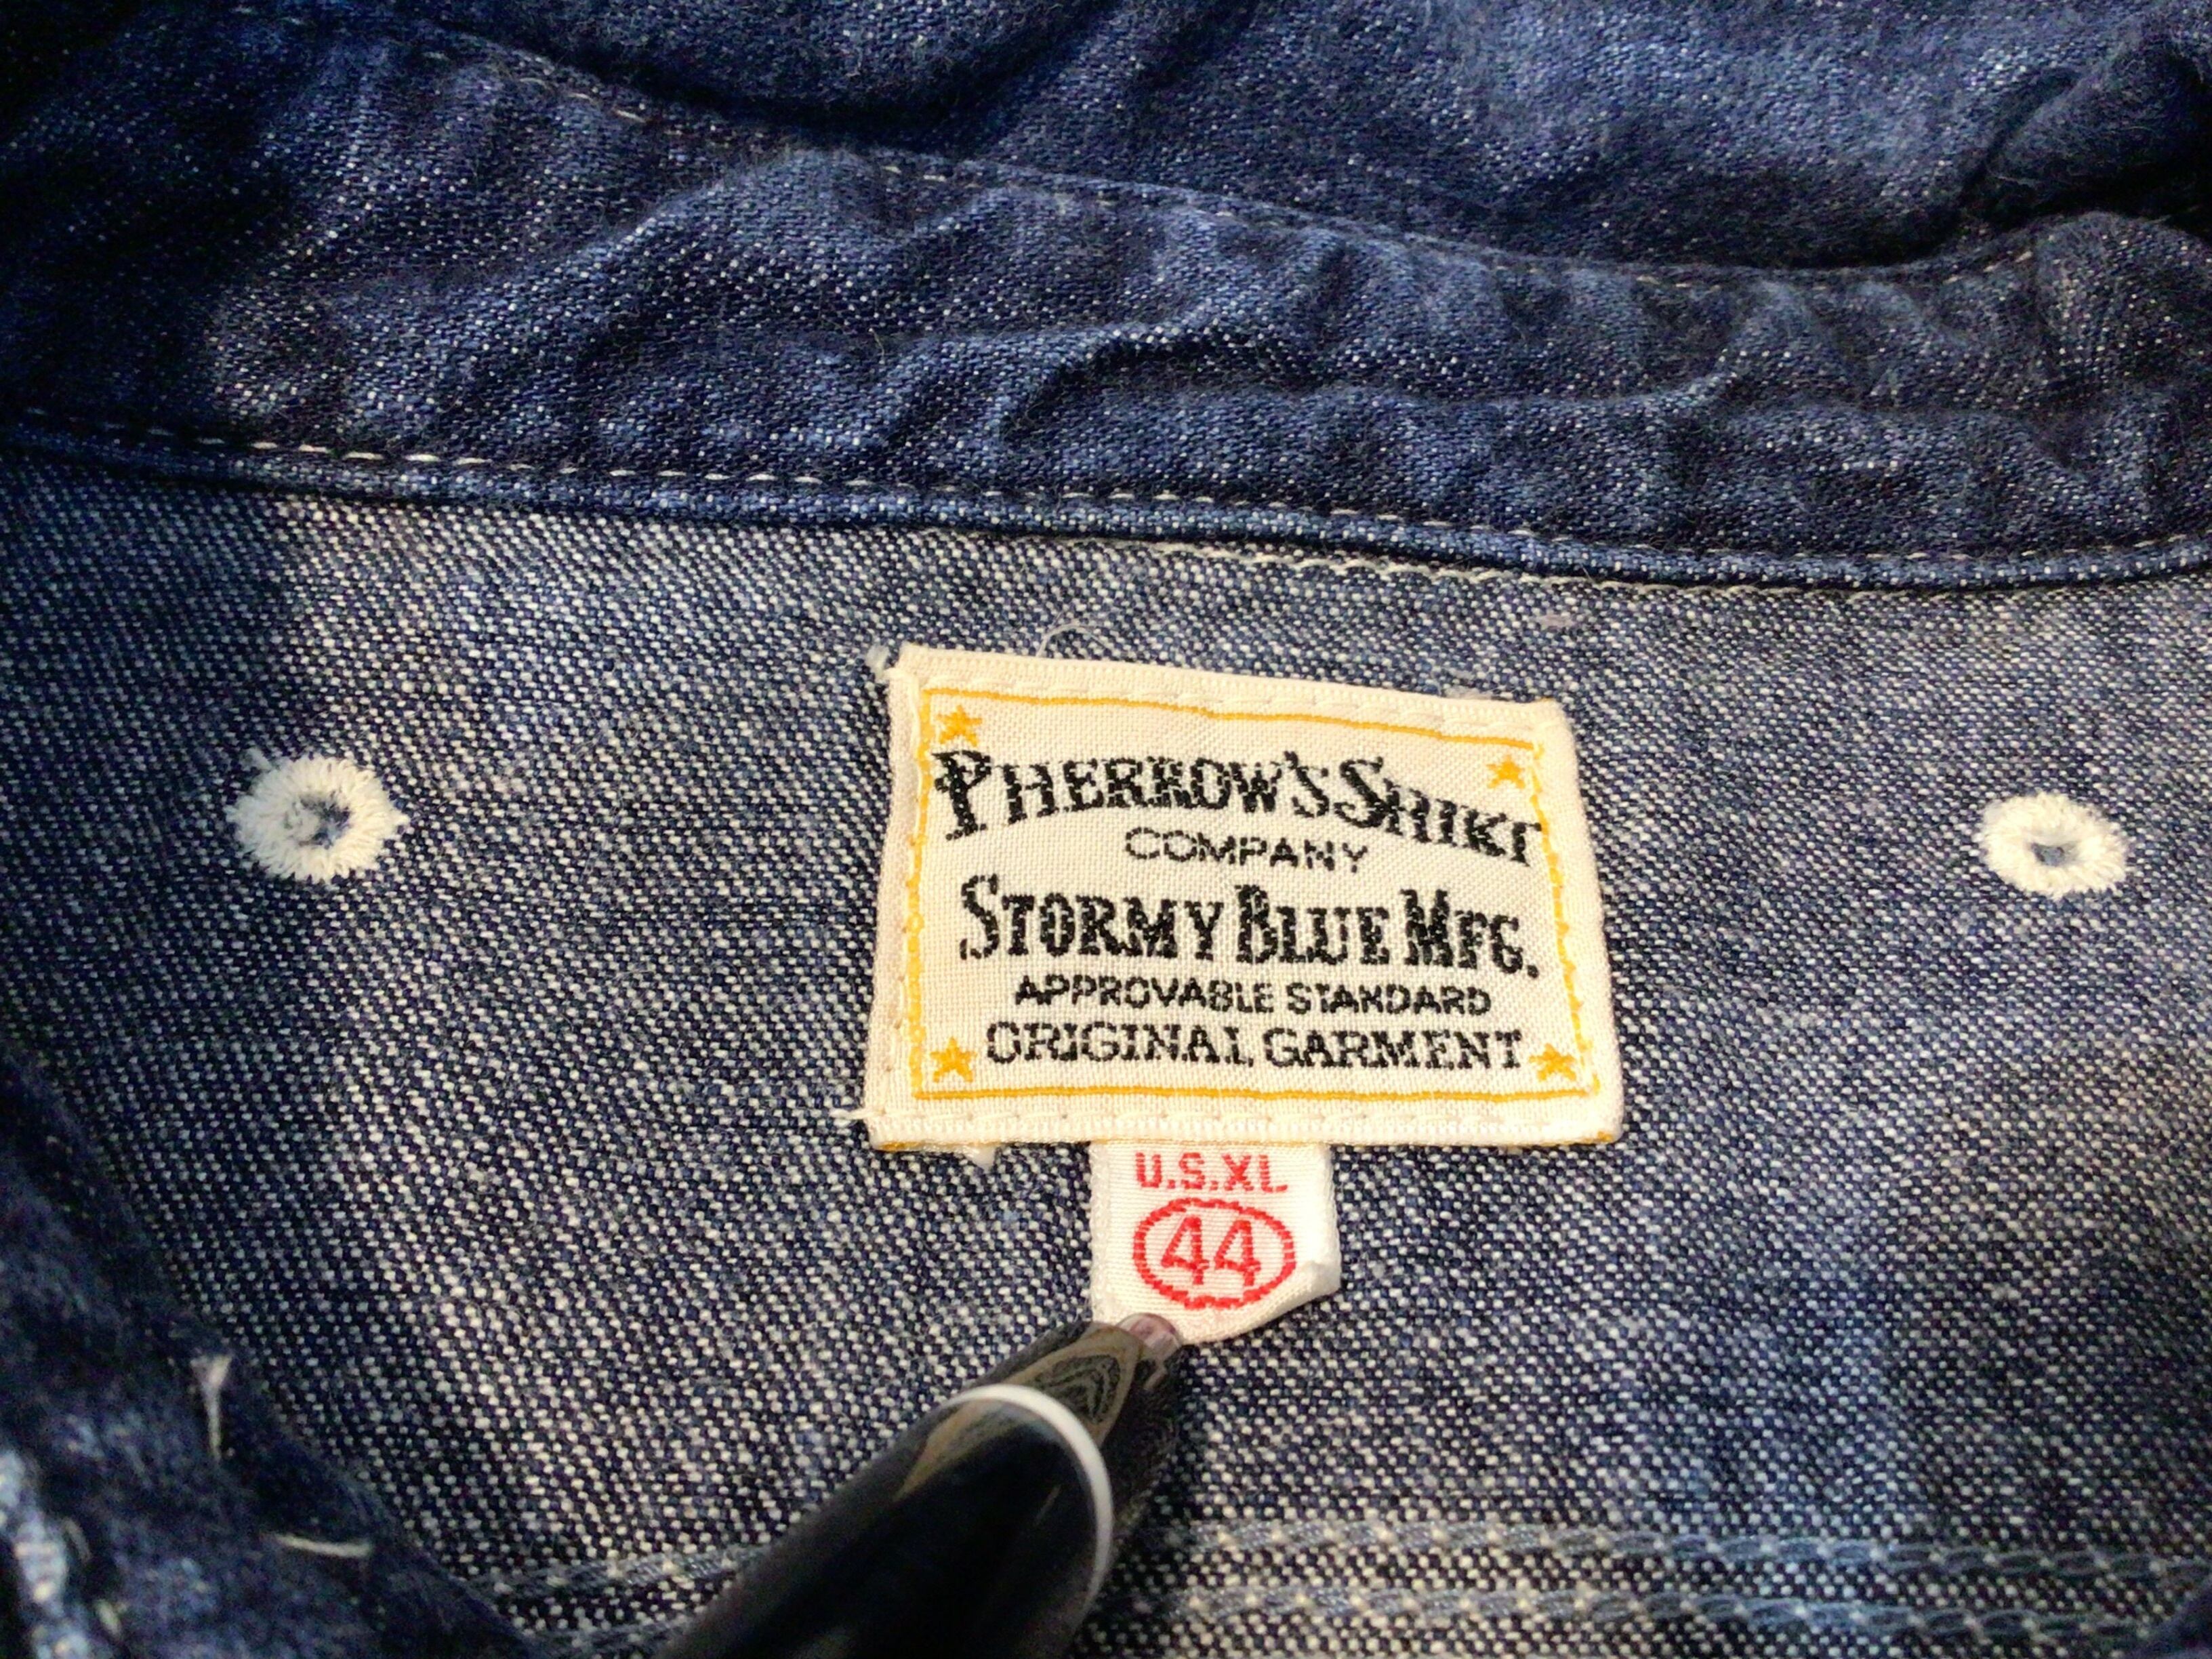 PHERROW'S SHIRT
COMPANY
STORMY BLUE MFG.
APPROVABLE STANDARD
ORIGINAL GARMENT
U.S.XL
44